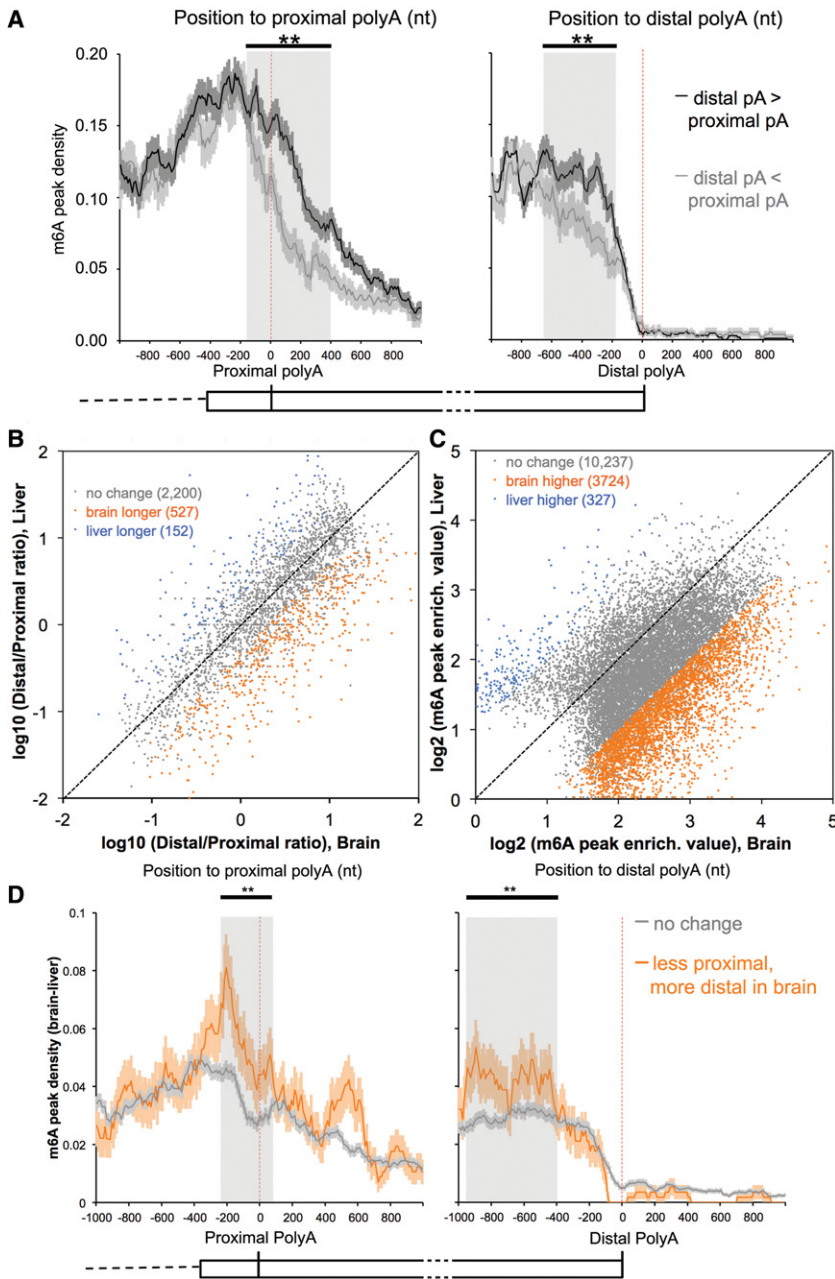 A
Position to proximal polyA (nt)
Position to distal polyA (nt)
**
**
0.20
0.15
0.10
0.05
0.00
m6A peak density
distal pA >
proximal pA
distal pA <
proximal pA
-800 -600 -400 -200 0 200 400 600 800
Proximal polyA
-800 -600 -400 -200 0 200 400 600 800
Distal polyA
B
2
1
0
-1
-2
log10 (Distal/Proximal ratio), Liver
no change (2,200)
brain longer (527)
liver longer (152)
-2 -1 0 1 2
log10 (Distal/Proximal ratio), Brain
C
5
4
3
2
1
0
log2 (m6A peak enrich. value), Liver
no change (10,237)
brain higher (3724)
liver higher (327)
0 1 2 3 4 5
log2 (m6A peak enrich. value), Brain
D
Position to proximal polyA (nt)
Position to distal polyA (nt)
**
**
0.1
0.08
0.06
0.04
0.02
0
m6A peak density (brain-liver)
no change
less proximal,
more distal in brain
-1000 -800 -600 -400 -200 0 200 400 600 800
Proximal PolyA
-1000 -800 -600 -400 -200 0 200 400 600 800
Distal PolyA